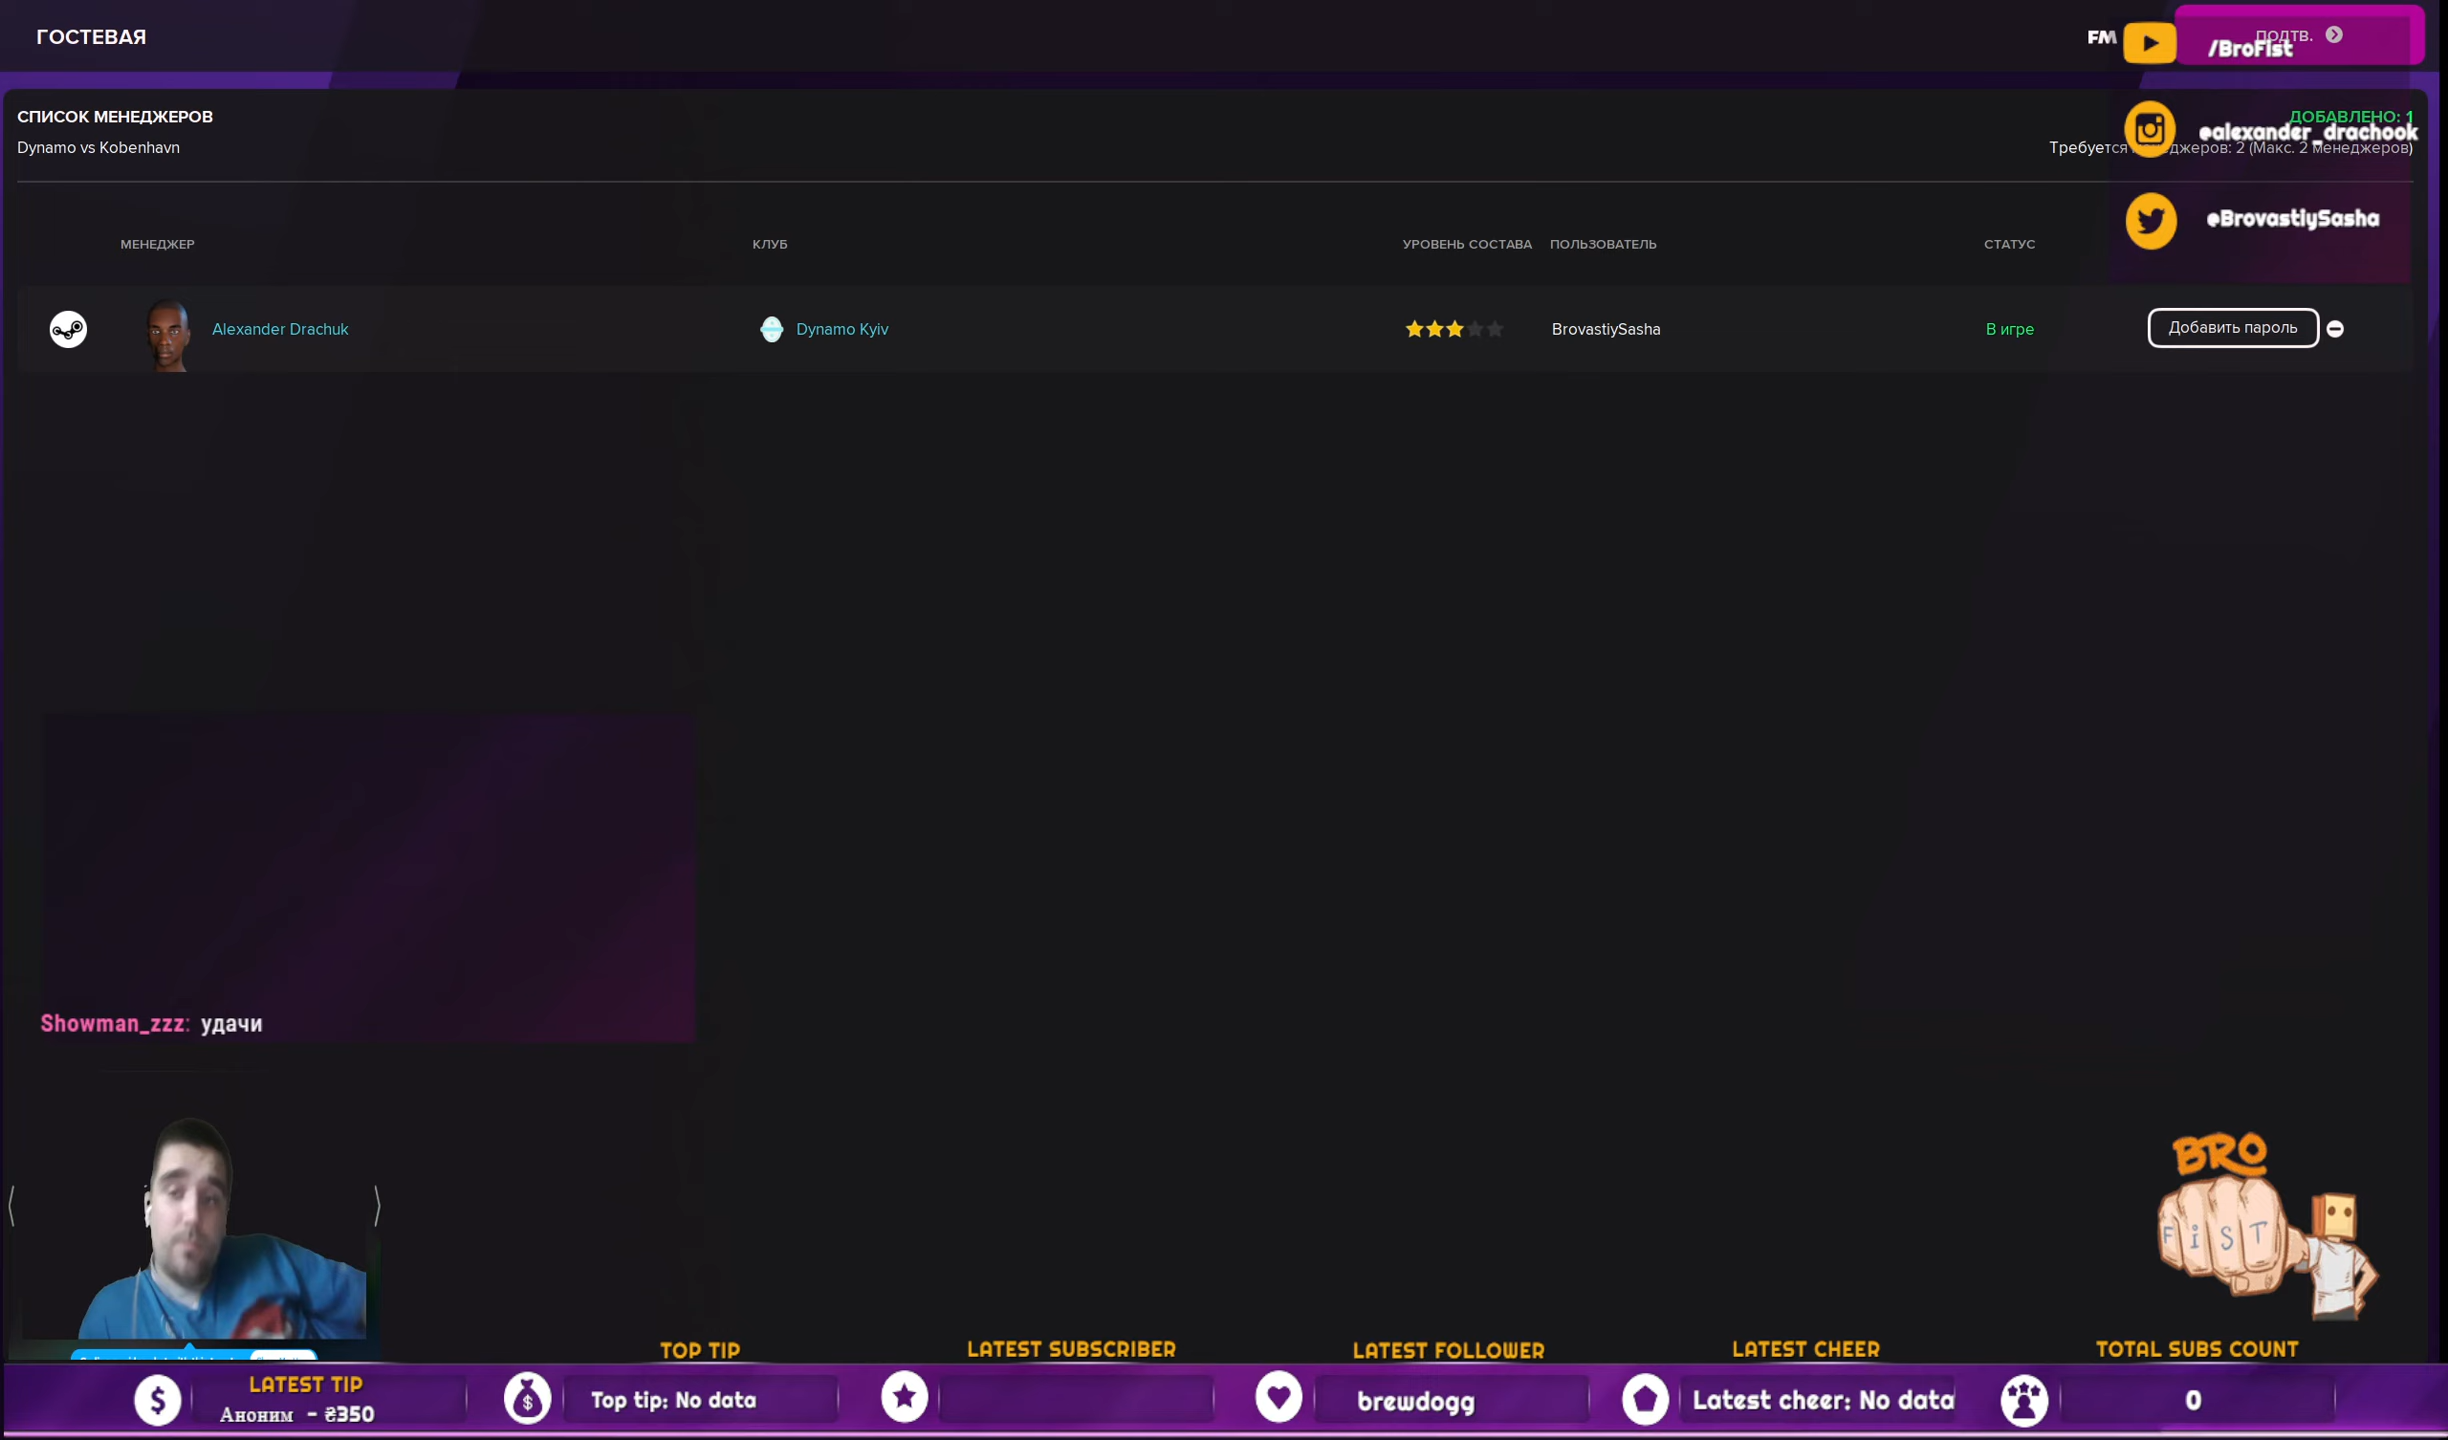 ГОСТЕВАЯ
FM
ПОДТВ.
/BroFist
СПИСОК МЕНЕДЖЕРОВ
ДОБАВЛЕНО: 1
@alexander_drachook
Dynamo vs Kobenhavn
Требуется менеджеров: 2 (Макс. 2 менеджеров)
@BrovastiySasha
МЕНЕДЖЕР КЛУБ УРОВЕНЬ СОСТАВА ПОЛЬЗОВАТЕЛЬ СТАТУС
Alexander Drachuk Dynamo Kyiv BrovastiySasha В игре Добавить пароль
Showman_zzz: удачи
BRO
FiST
LATEST TIP
Аноним - ₴350
TOP TIP
Top tip: No data
LATEST SUBSCRIBER
LATEST FOLLOWER
brewdogg
LATEST CHEER
Latest cheer: No data
TOTAL SUBS COUNT
0